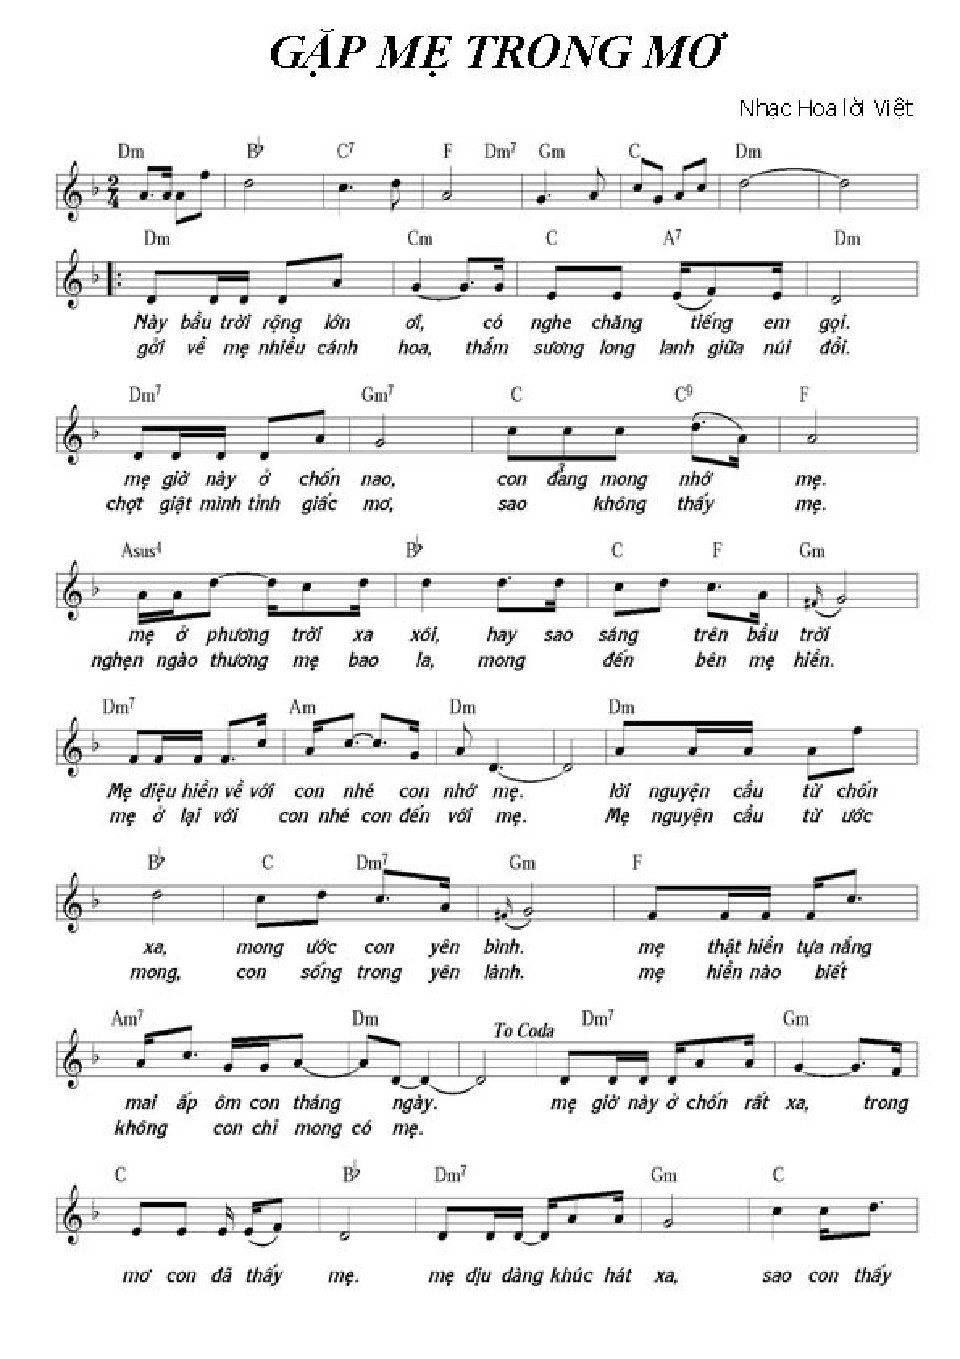 GẶP MẸ TRONG MƠ
Nhạc Hoa lời Việt
Dm B♭ C7 F Dm7 Gm C Dm
2/4
Dm Cm C A7 Dm
Này bầu trời rộng lớn ơi, có nghe chăng tiếng em gọi.
gởi về mẹ nhiều cánh hoa, thắm sương long lanh giữa núi đồi.
Dm7 Gm7 C C9 F
mẹ giờ này ở chốn nao, con đang mong nhớ mẹ.
chợt giật mình tỉnh giấc mơ, sao không thấy mẹ.
Asus4 B♭ C F Gm
mẹ ở phương trời xa xôi, hay sao sáng trên bầu trời
nghẹn ngào thương mẹ bao la, mong đến bên mẹ hiền.
Dm7 Am Dm Dm
Mẹ diệu hiền về với con nhé con nhớ mẹ. lời nguyện cầu từ chốn
mẹ ở lại với con nhé con đến với mẹ. Mẹ nguyện cầu từ ước
B♭ C Dm7 Gm F
xa, mong ước con yên bình. mẹ thật hiền tựa nắng
mong, con sống trong yên lành. mẹ hiền nào biết
Am7 Dm To Coda Dm7 Gm
mai ấp ôm con tháng ngày. mẹ giờ này ở chốn rất xa, trong
không con chỉ mong có mẹ.
C B♭ Dm7 Gm C
mơ con đã thấy mẹ. mẹ dịu dàng khúc hát xa, sao con thấy